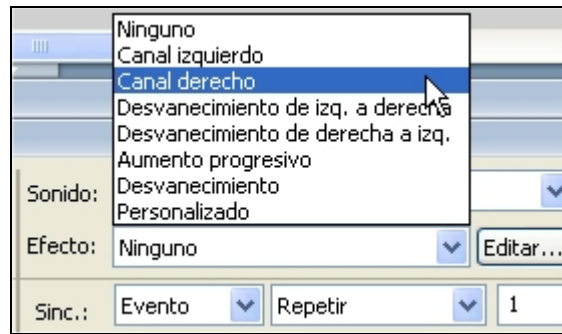 Ninguno
Canal izquierdo
Canal derecho
Desvanecimiento de izq. a derecha
Desvanecimiento de derecha a izq.
Aumento progresivo
Desvanecimiento
Personalizado
Sonido:
Efecto: Ninguno Editar...
Sinc.: Evento Repetir 1